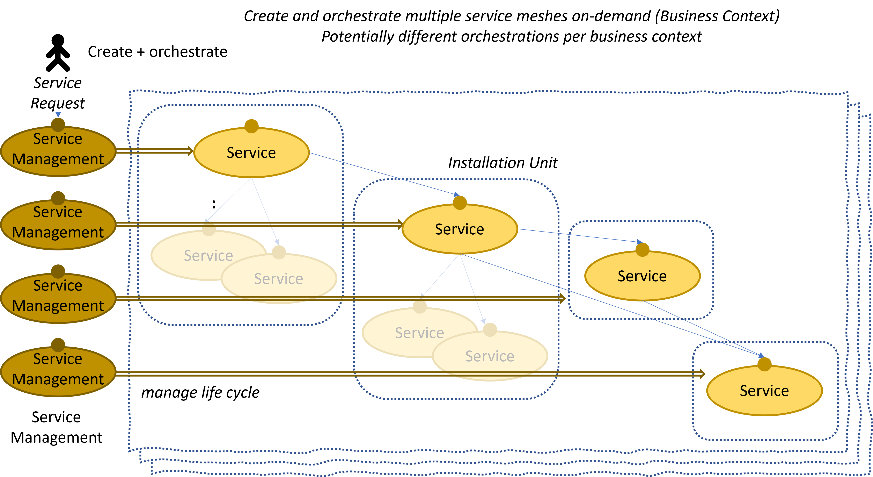 Create and orchestrate multiple service meshes on-demand (Business Context)
Potentially different orchestrations per business context
Create + orchestrate
Service
Request
Service
Management
Service
Installation Unit
:
Service
Management
Service
Service
Service
Service
Management
Service
Service
Service
Service
Management
Service
manage life cycle
Service
Management